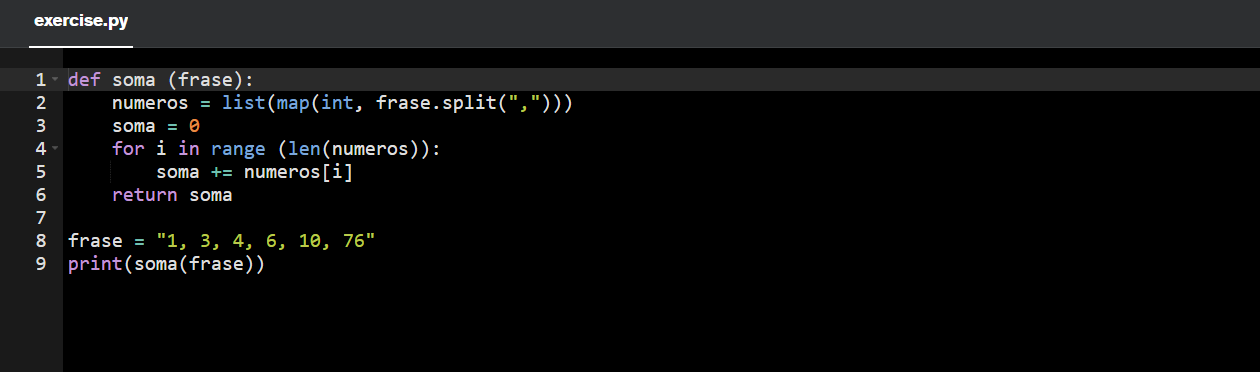 exercise.py
1 def soma (frase):
2     numeros = list(map(int, frase.split(",")))
3     soma = 0
4     for i in range (len(numeros)):
5         soma += numeros[i]
6     return soma
7
8 frase = "1, 3, 4, 6, 10, 76"
9 print(soma(frase))